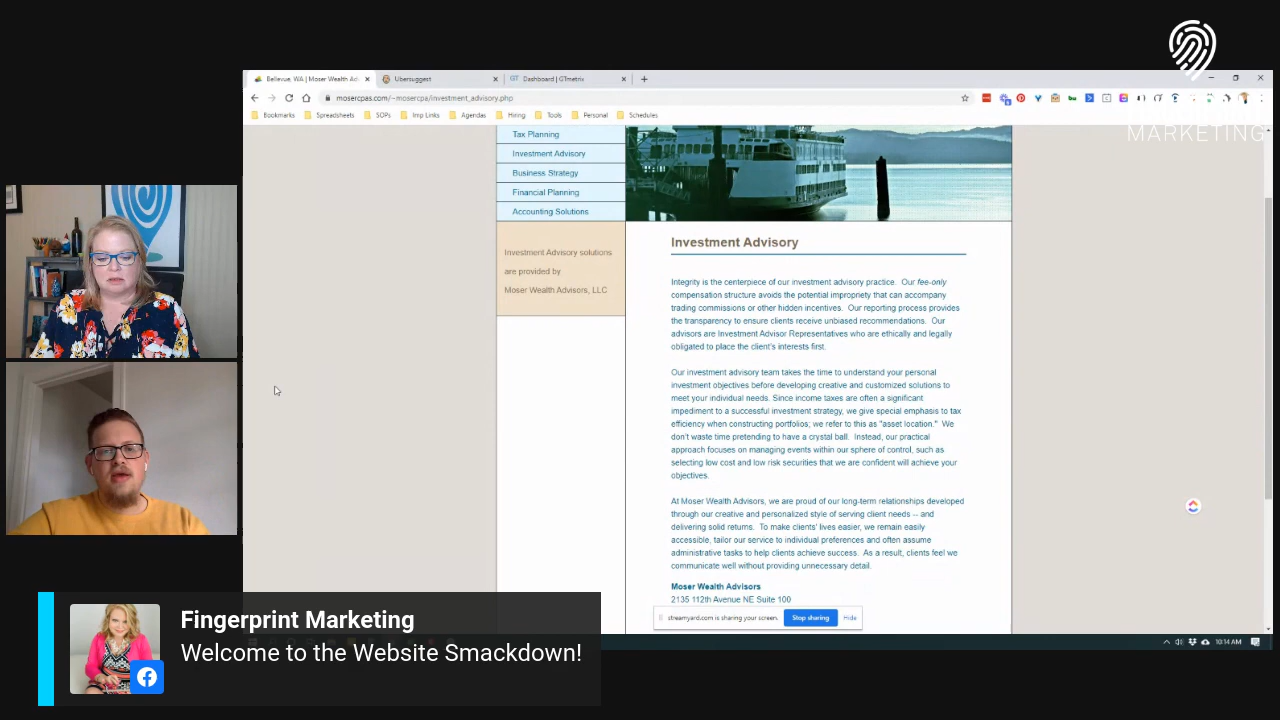 Bellevue, WA | Moser Wealth Ad
Ubersuggest
Dashboard | GTmetrix
mosercpas.com/~mosercpa/investment_advisory.php
Bookmarks
Spreadsheets
SOPs
Imp Links
Agendas
Hiring
Tools
Personal
Schedules
MARKETING
Tax Planning
Investment Advisory
Business Strategy
Financial Planning
Accounting Solutions
Investment Advisory solutions
are provided by
Moser Wealth Advisors, LLC
Investment Advisory
Integrity is the centerpiece of our investment advisory practice. Our fee-only
compensation structure avoids the potential impropriety that can accompany
trading commissions or other hidden incentives. Our reporting process provides
the transparency to ensure clients receive unbiased recommendations. Our
advisors are Investment Advisor Representatives who are ethically and legally
obligated to place the client's interests first.
Our investment advisory team takes the time to understand your personal
investment objectives before developing creative and customized solutions to
meet your individual needs. Since income taxes are often a significant
impediment to a successful investment strategy, we give special emphasis to tax
efficiency when constructing portfolios; we refer to this as "asset location." We
don't waste time pretending to have a crystal ball. Instead, our practical
approach focuses on managing events within our sphere of control, such as
selecting low cost and low risk securities that we are confident will achieve your
objectives.
At Moser Wealth Advisors, we are proud of our long-term relationships developed
through our creative and personalized style of serving client needs -- and
delivering solid returns. To make clients' lives easier, we remain easily
accessible, tailor our service to individual preferences and often assume
administrative tasks to help clients achieve success. As a result, clients feel we
communicate well without providing unnecessary detail.
Moser Wealth Advisors
2135 112th Avenue NE Suite 100
streamyard.com is sharing your screen.
Stop sharing
Hide
10:14 AM
Fingerprint Marketing
Welcome to the Website Smackdown!